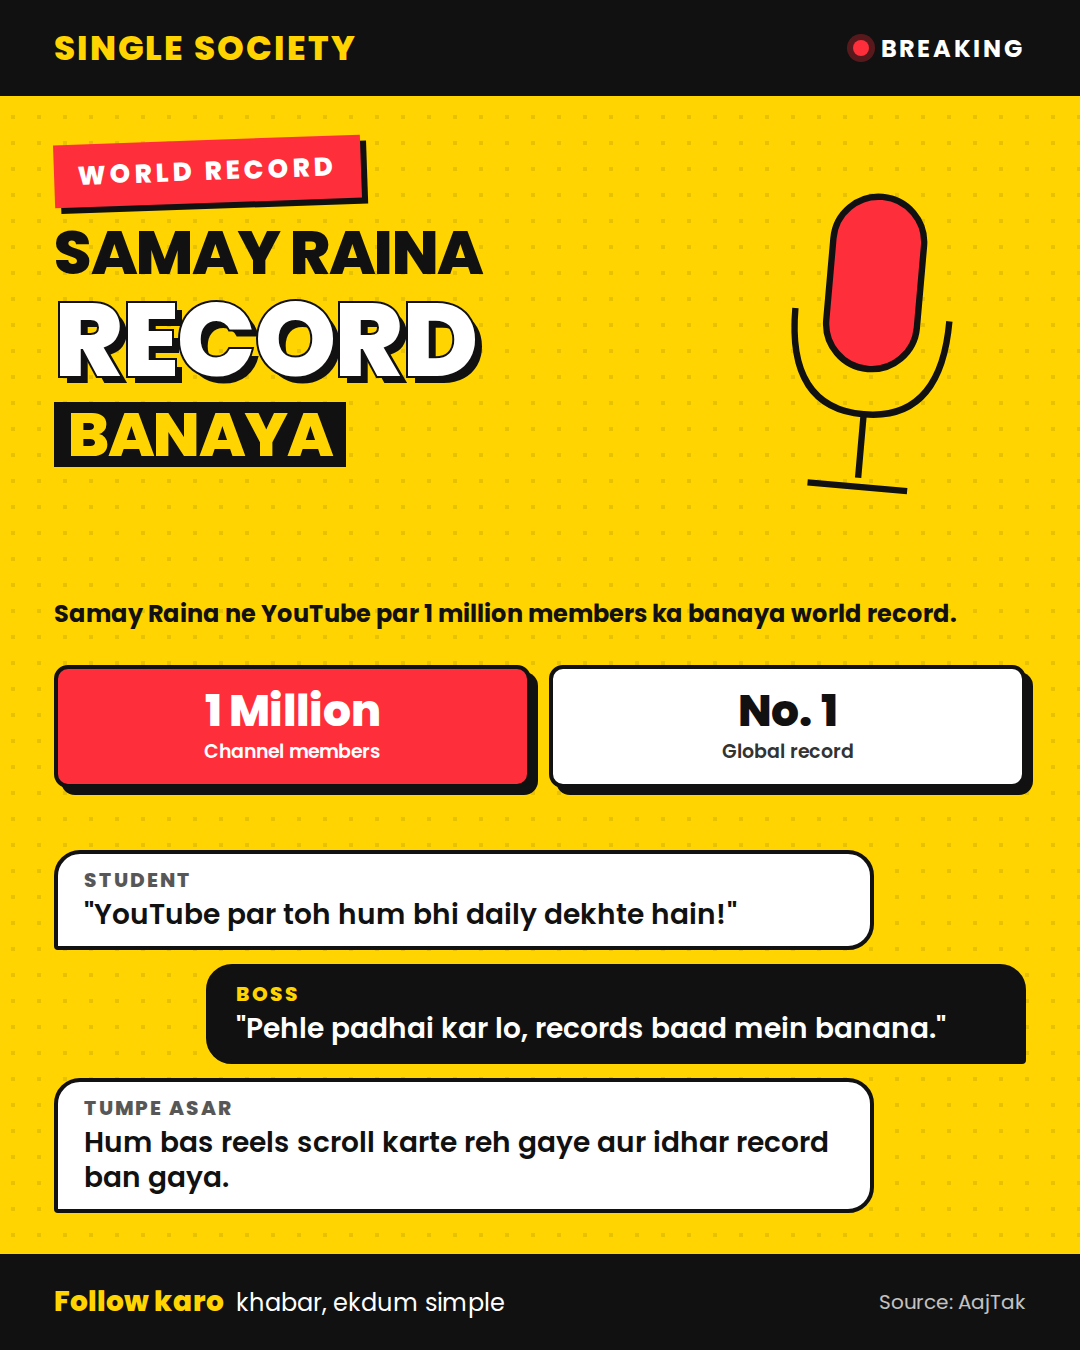 SINGLE SOCIETY
BREAKING
WORLD RECORD
SAMAY RAINA
RECORD
BANAYA
Samay Raina ne YouTube par 1 million members ka banaya world record.
1 Million
Channel members
No. 1
Global record
STUDENT
"YouTube par toh hum bhi daily dekhte hain!"
BOSS
"Pehle padhai kar lo, records baad mein banana."
TUMPE ASAR
Hum bas reels scroll karte reh gaye aur idhar record
ban gaya.
Follow karo khabar, ekdum simple
Source: AajTak